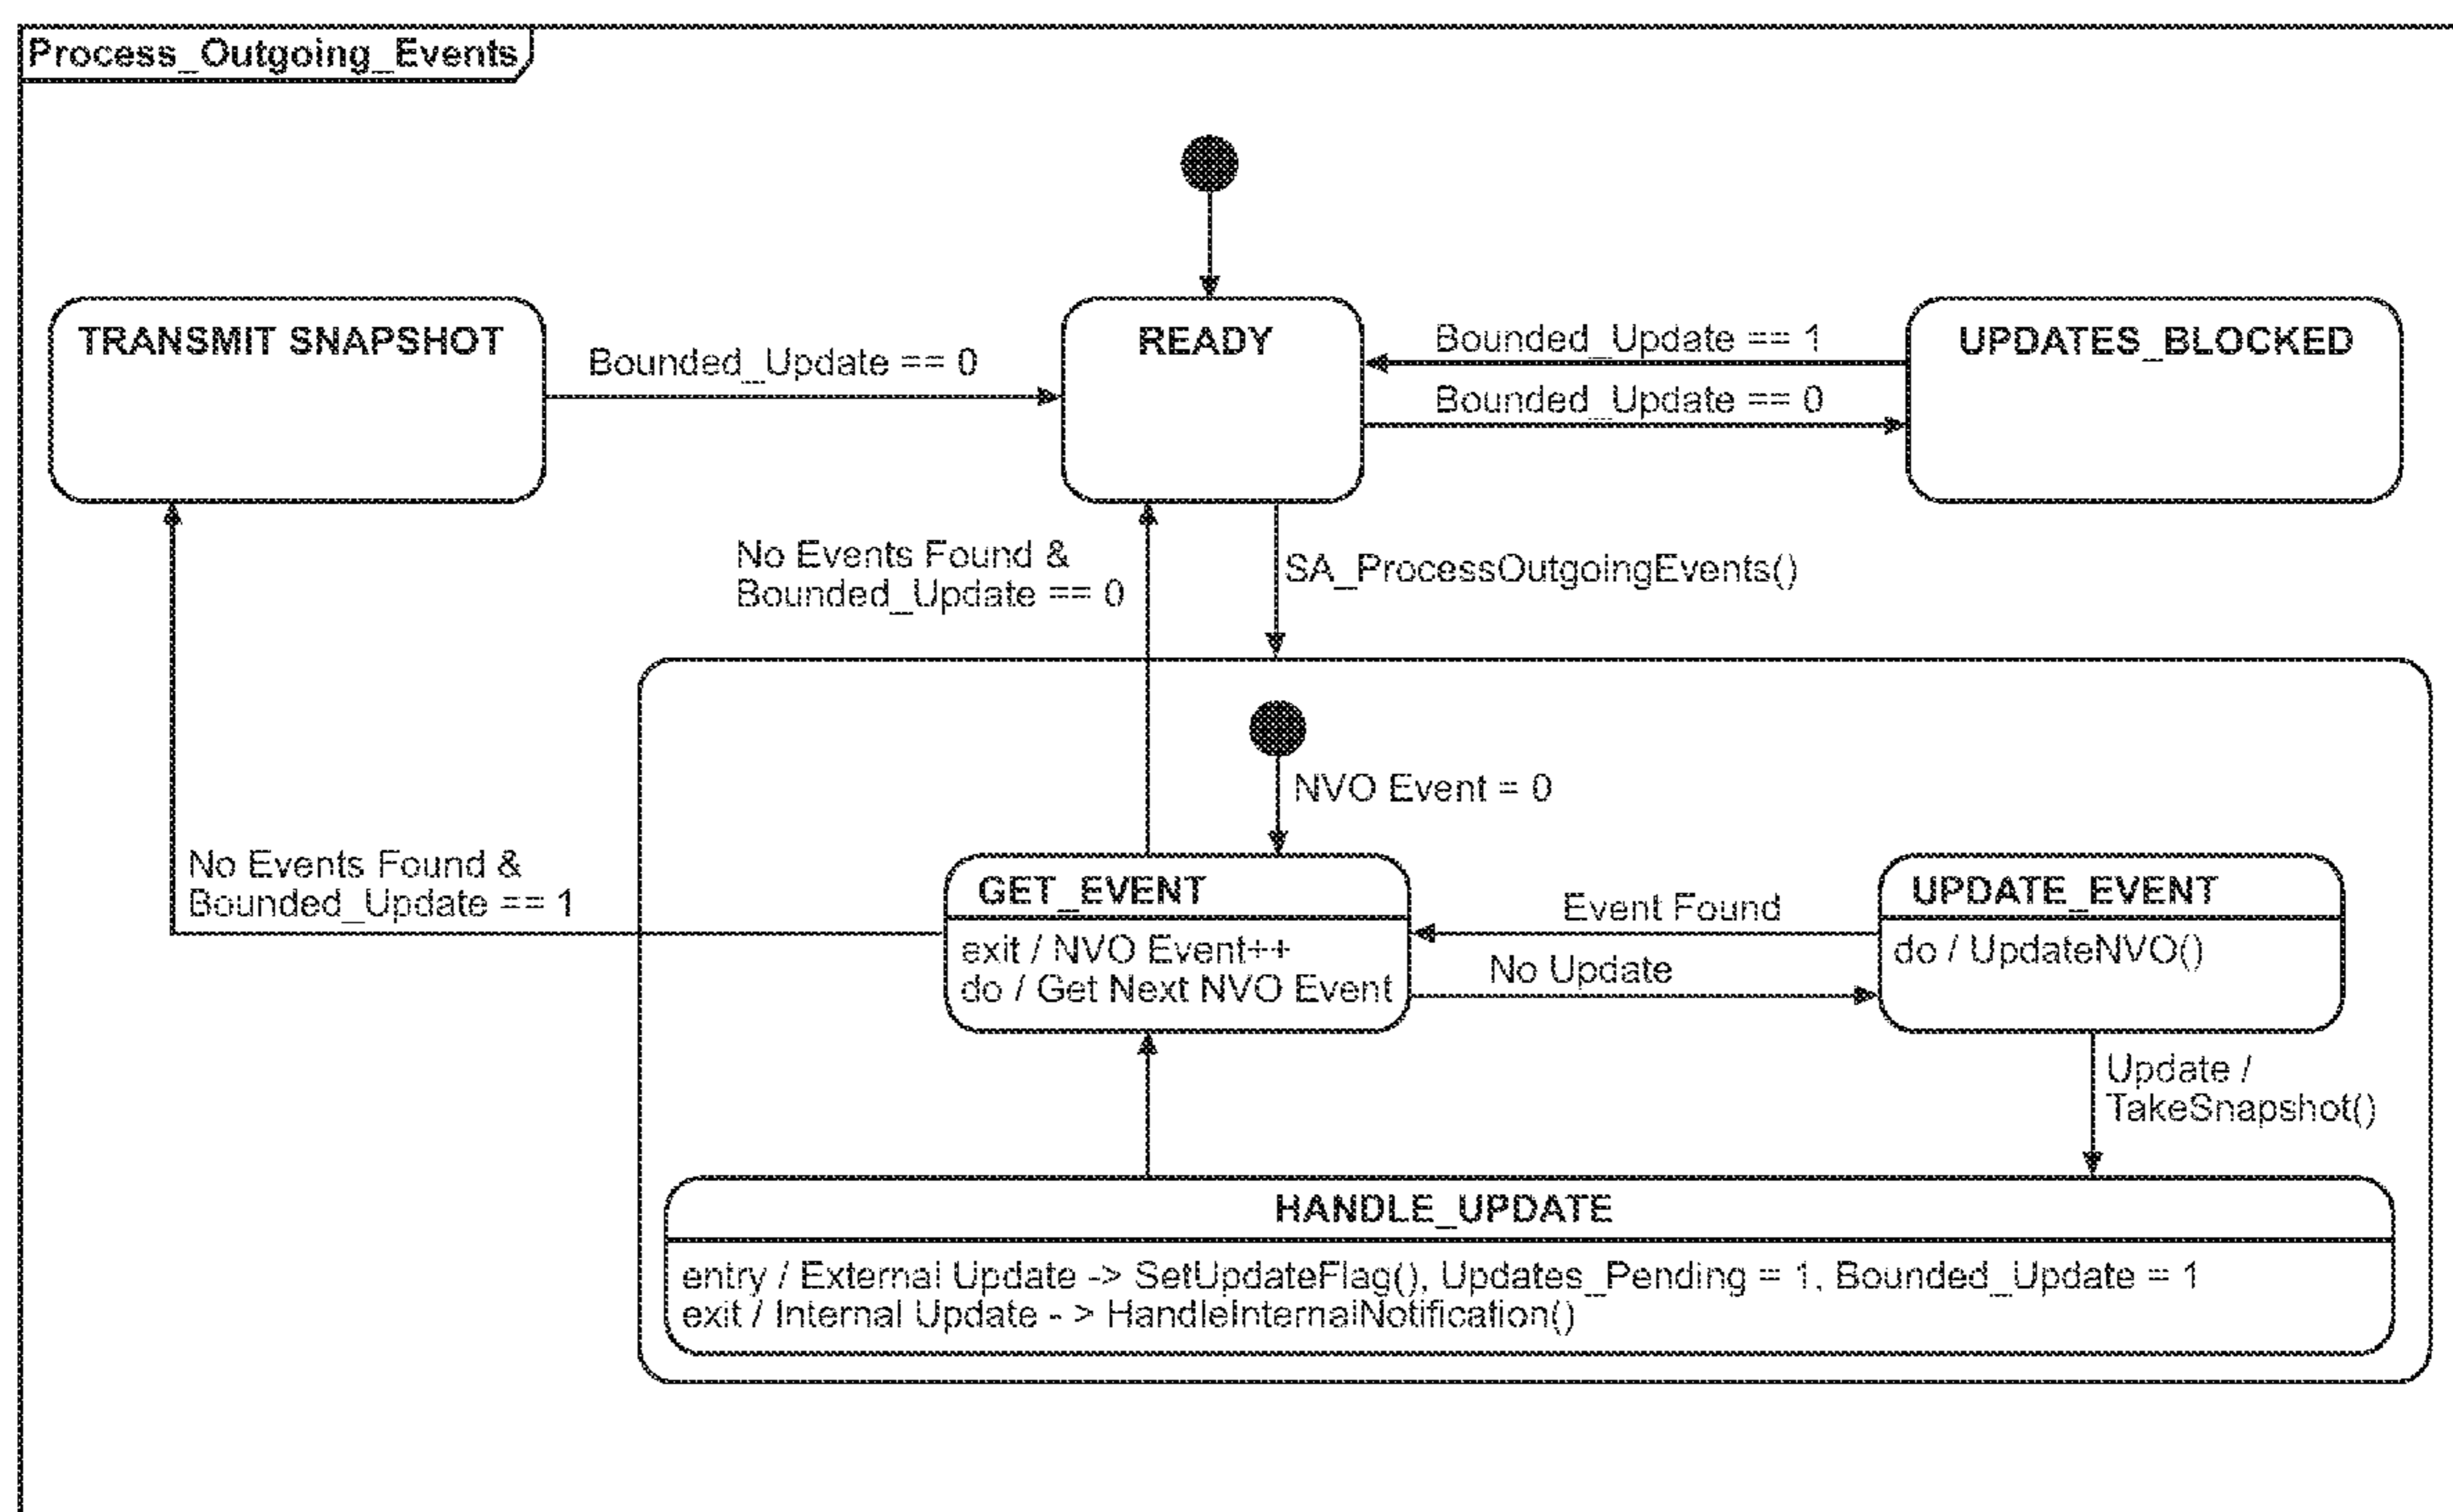 Process_Outgoing_Events
TRANSMIT SNAPSHOT
Bounded_Update == 0
READY
Bounded_Update == 1
Bounded_Update == 0
UPDATES_BLOCKED
No Events Found &
Bounded_Update == 0
SA_ProcessOutgoingEvents()
NVO Event = 0
No Events Found &
Bounded_Update == 1
GET_EVENT
exit / NVO Event++
do / Get Next NVO Event
Event Found
No Update
UPDATE_EVENT
do / UpdateNVO()
Update /
TakeSnapshot()
HANDLE_UPDATE
entry / External Update -> SetUpdateFlag(), Updates_Pending = 1, Bounded_Update = 1
exit / Internal Update - > HandleInternalNotification()